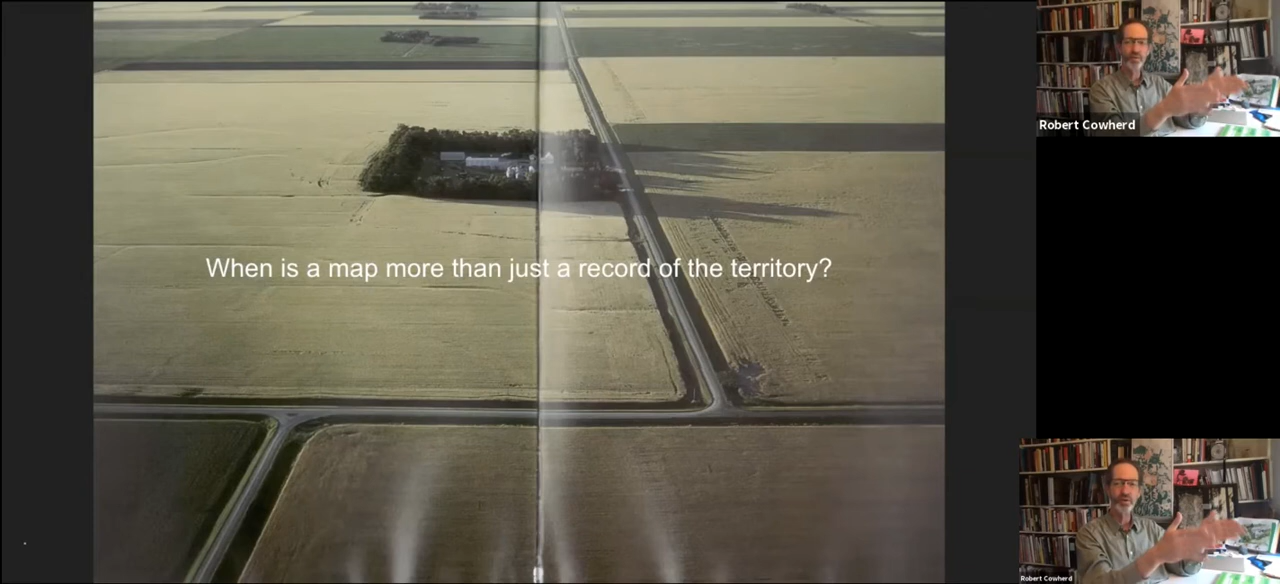 When is a map more than just a record of the territory?
Robert Cowherd
Robert Cowherd